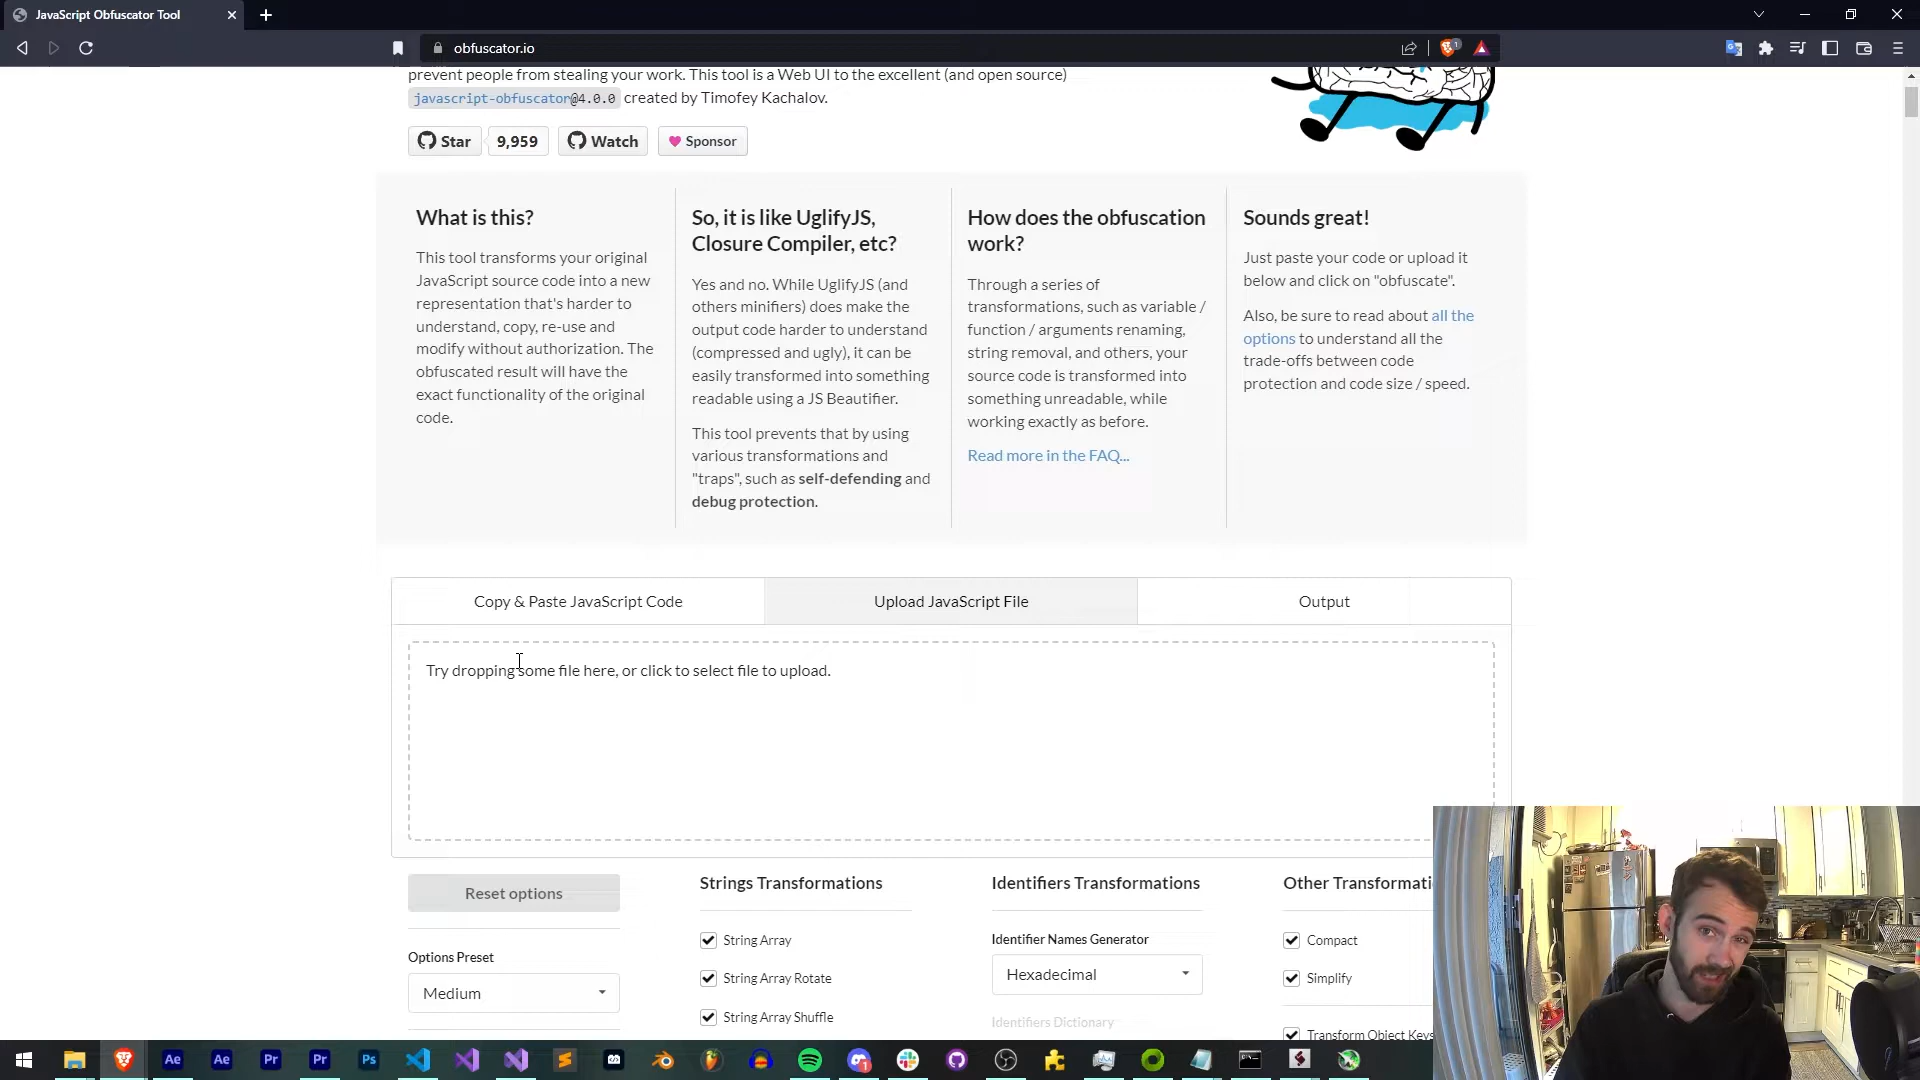 JavaScript Obfuscator Tool
obfuscator.io
prevent people from stealing your work. This tool is a Web UI to the excellent (and open source)
javascript-obfuscator@4.0.0 created by Timofey Kachalov.
Star 9,959 Watch Sponsor
What is this?
This tool transforms your original
JavaScript source code into a new
representation that's harder to
understand, copy, re-use and
modify without authorization. The
obfuscated result will have the
exact functionality of the original
code.
So, it is like UglifyJS,
Closure Compiler, etc?
Yes and no. While UglifyJS (and
others minifiers) does make the
output code harder to understand
(compressed and ugly), it can be
easily transformed into something
readable using a JS Beautifier.
This tool prevents that by using
various transformations and
"traps", such as self-defending and
debug protection.
How does the obfuscation
work?
Through a series of
transformations, such as variable /
function / arguments renaming,
string removal, and others, your
source code is transformed into
something unreadable, while
working exactly as before.
Read more in the FAQ...
Sounds great!
Just paste your code or upload it
below and click on "obfuscate".
Also, be sure to read about all the
options to understand all the
trade-offs between code
protection and code size / speed.
Copy & Paste JavaScript Code
Upload JavaScript File
Output
Try dropping some file here, or click to select file to upload.
Reset options
Options Preset
Medium
Strings Transformations
String Array
String Array Rotate
String Array Shuffle
Identifiers Transformations
Identifier Names Generator
Hexadecimal
Identifiers Dictionary
Other Transformati
Compact
Simplify
Transform Object Keys
Ae Ae Pr Pr Ps